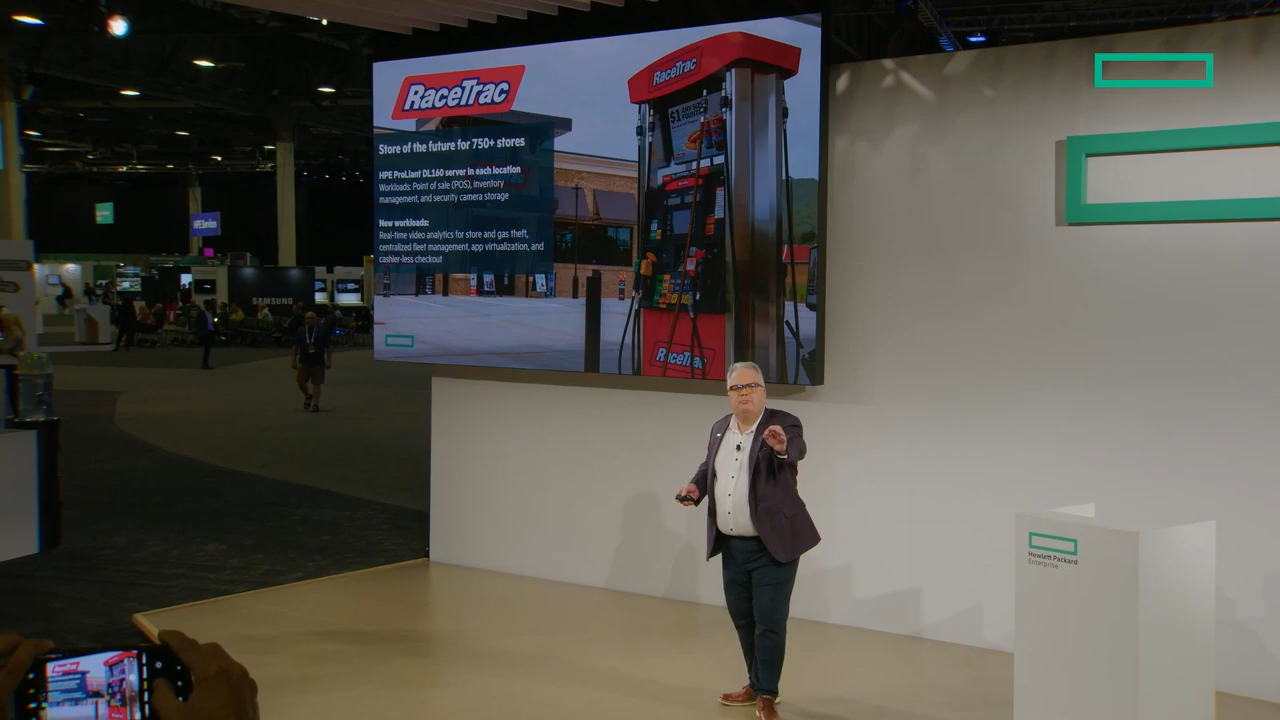 RaceTrac
Store of the future for 750+ stores
HPE ProLiant DL160 server in each location
Workloads: Point of sale (POS), inventory
management, and security camera storage
New workloads:
Real-time video analytics for store and gas theft,
centralized fleet management, app virtualization, and
cashier-less checkout
RaceTrac
$1
RaceTrac
HPE Services
SAMSUNG
Hewlett Packard
Enterprise